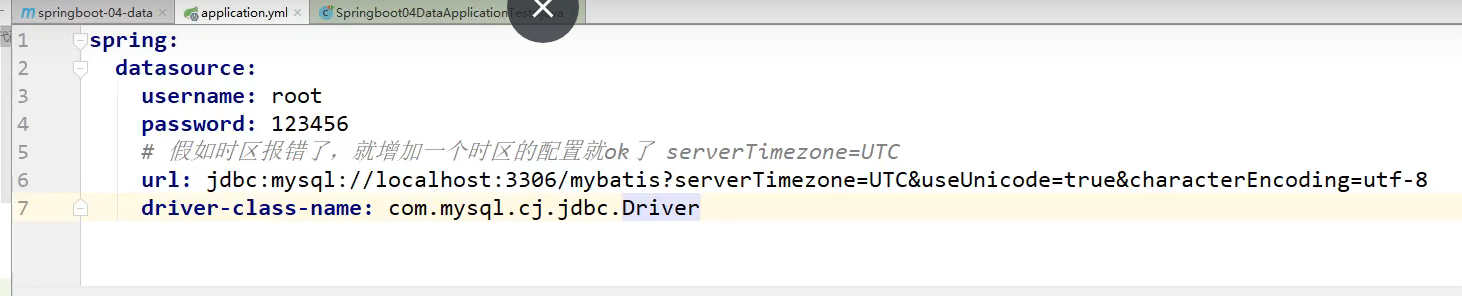 springboot-04-data
application.yml
Springboot04DataApplicationTest
1 spring:
2 datasource:
3 username: root
4 password: 123456
5 # 假如时区报错了，就增加一个时区的配置就ok了 serverTimezone=UTC
6 url: jdbc:mysql://localhost:3306/mybatis?serverTimezone=UTC&useUnicode=true&characterEncoding=utf-8
7 driver-class-name: com.mysql.cj.jdbc.Driver